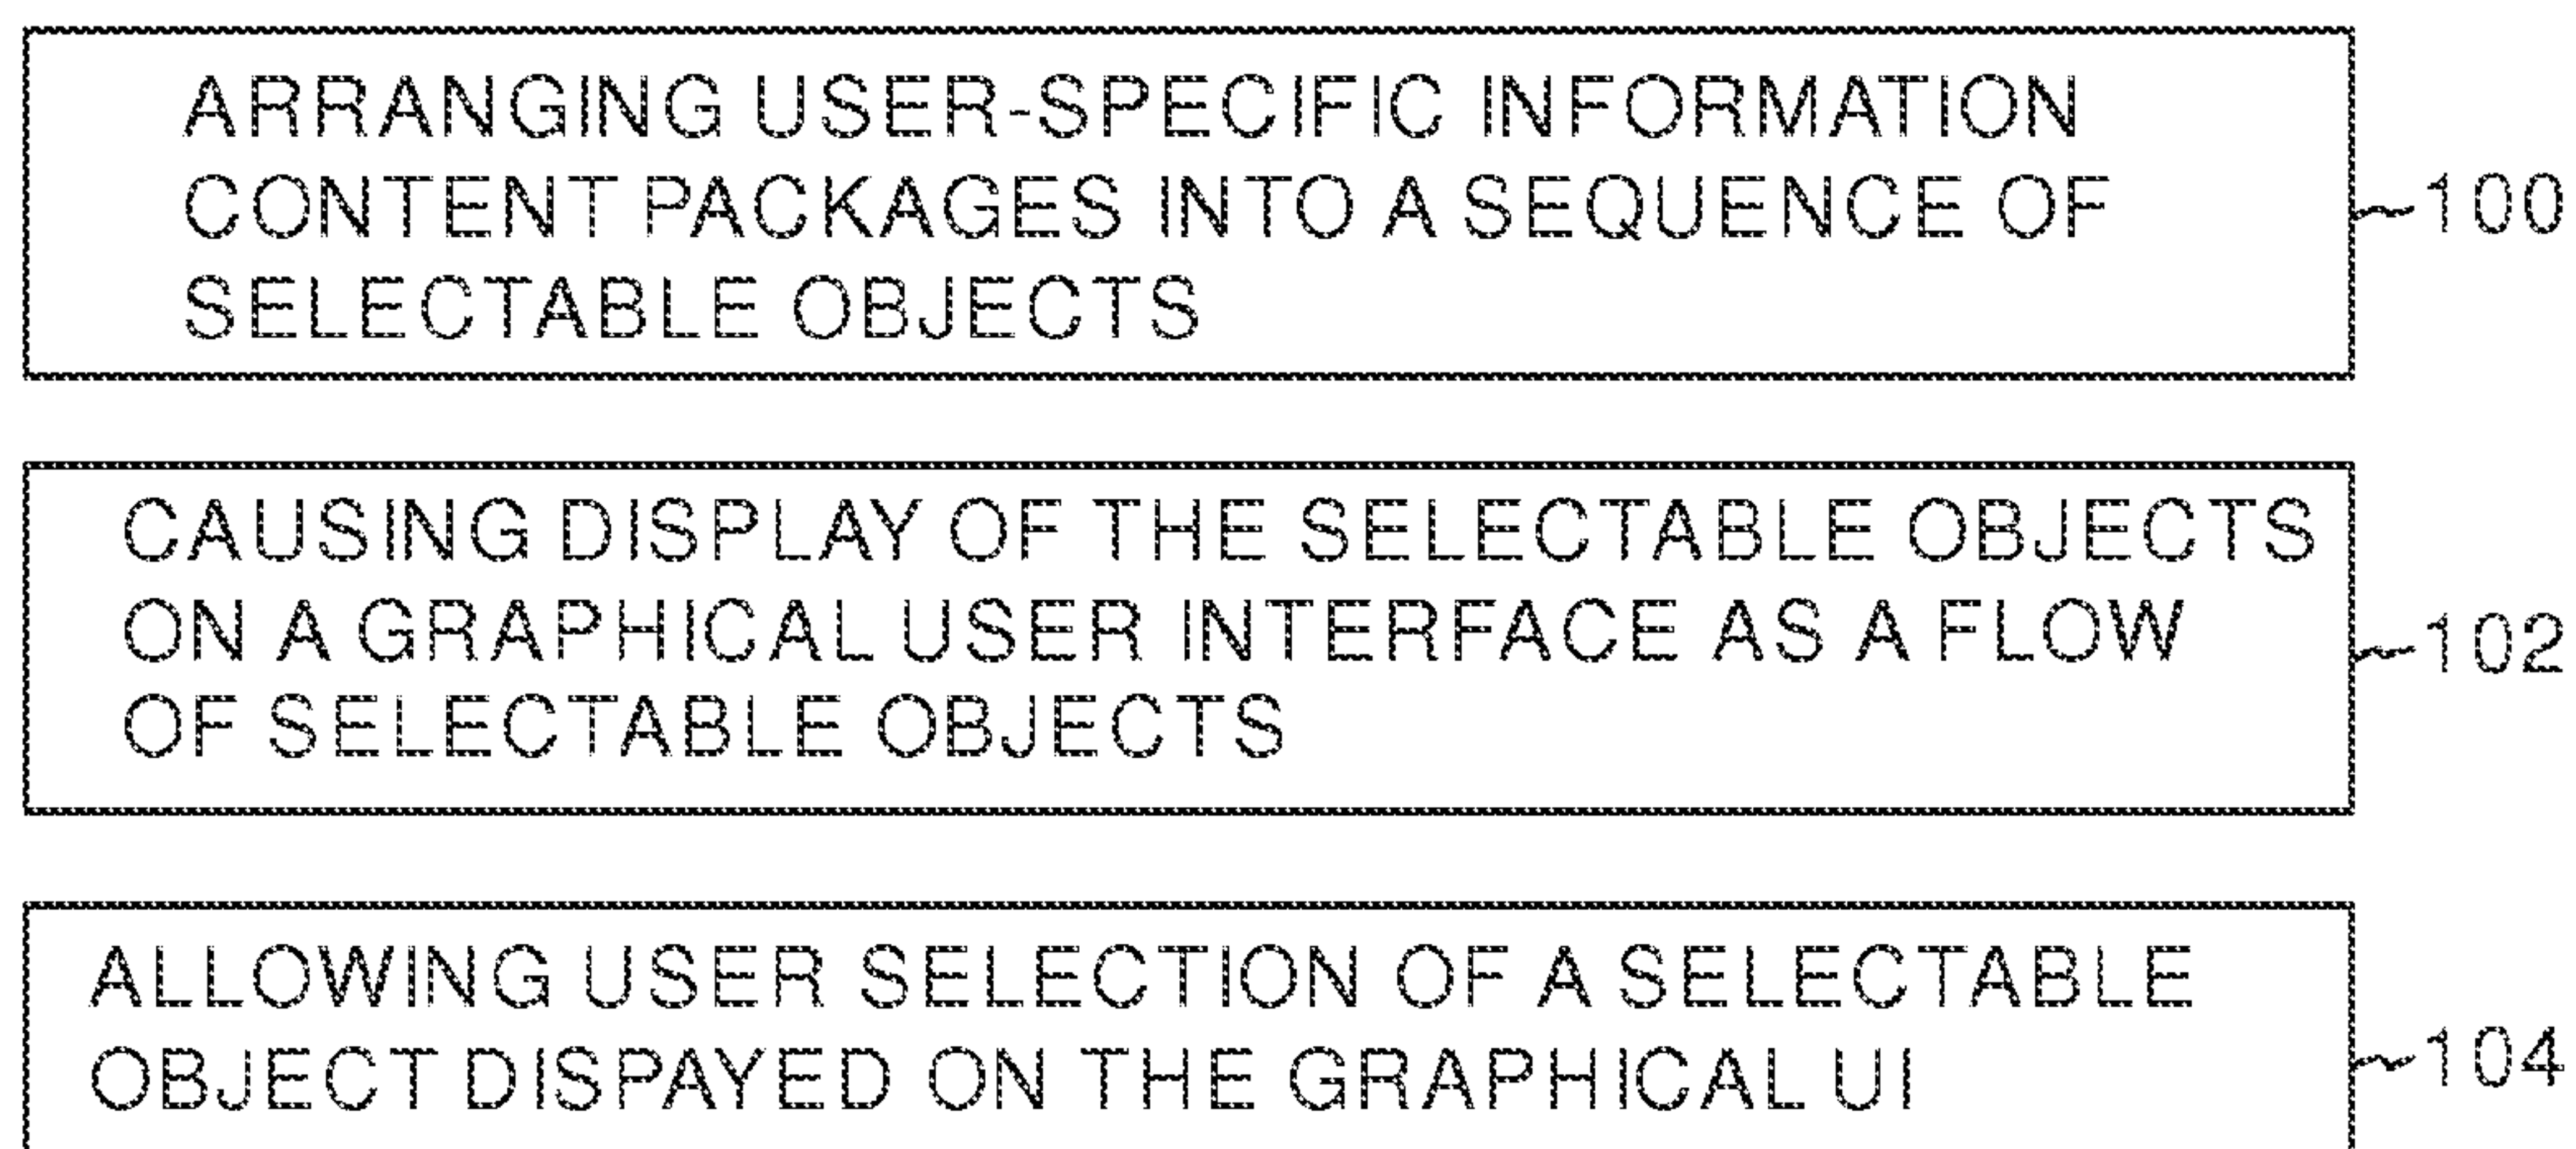 ARRANGING USER-SPECIFIC INFORMATION
CONTENT PACKAGES INTO A SEQUENCE OF
SELECTABLE OBJECTS
100
CAUSING DISPLAY OF THE SELECTABLE OBJECTS
ON A GRAPHICAL USER INTERFACE AS A FLOW
OF SELECTABLE OBJECTS
102
ALLOWING USER SELECTION OF A SELECTABLE
OBJECT DISPAYED ON THE GRAPHICAL UI
104